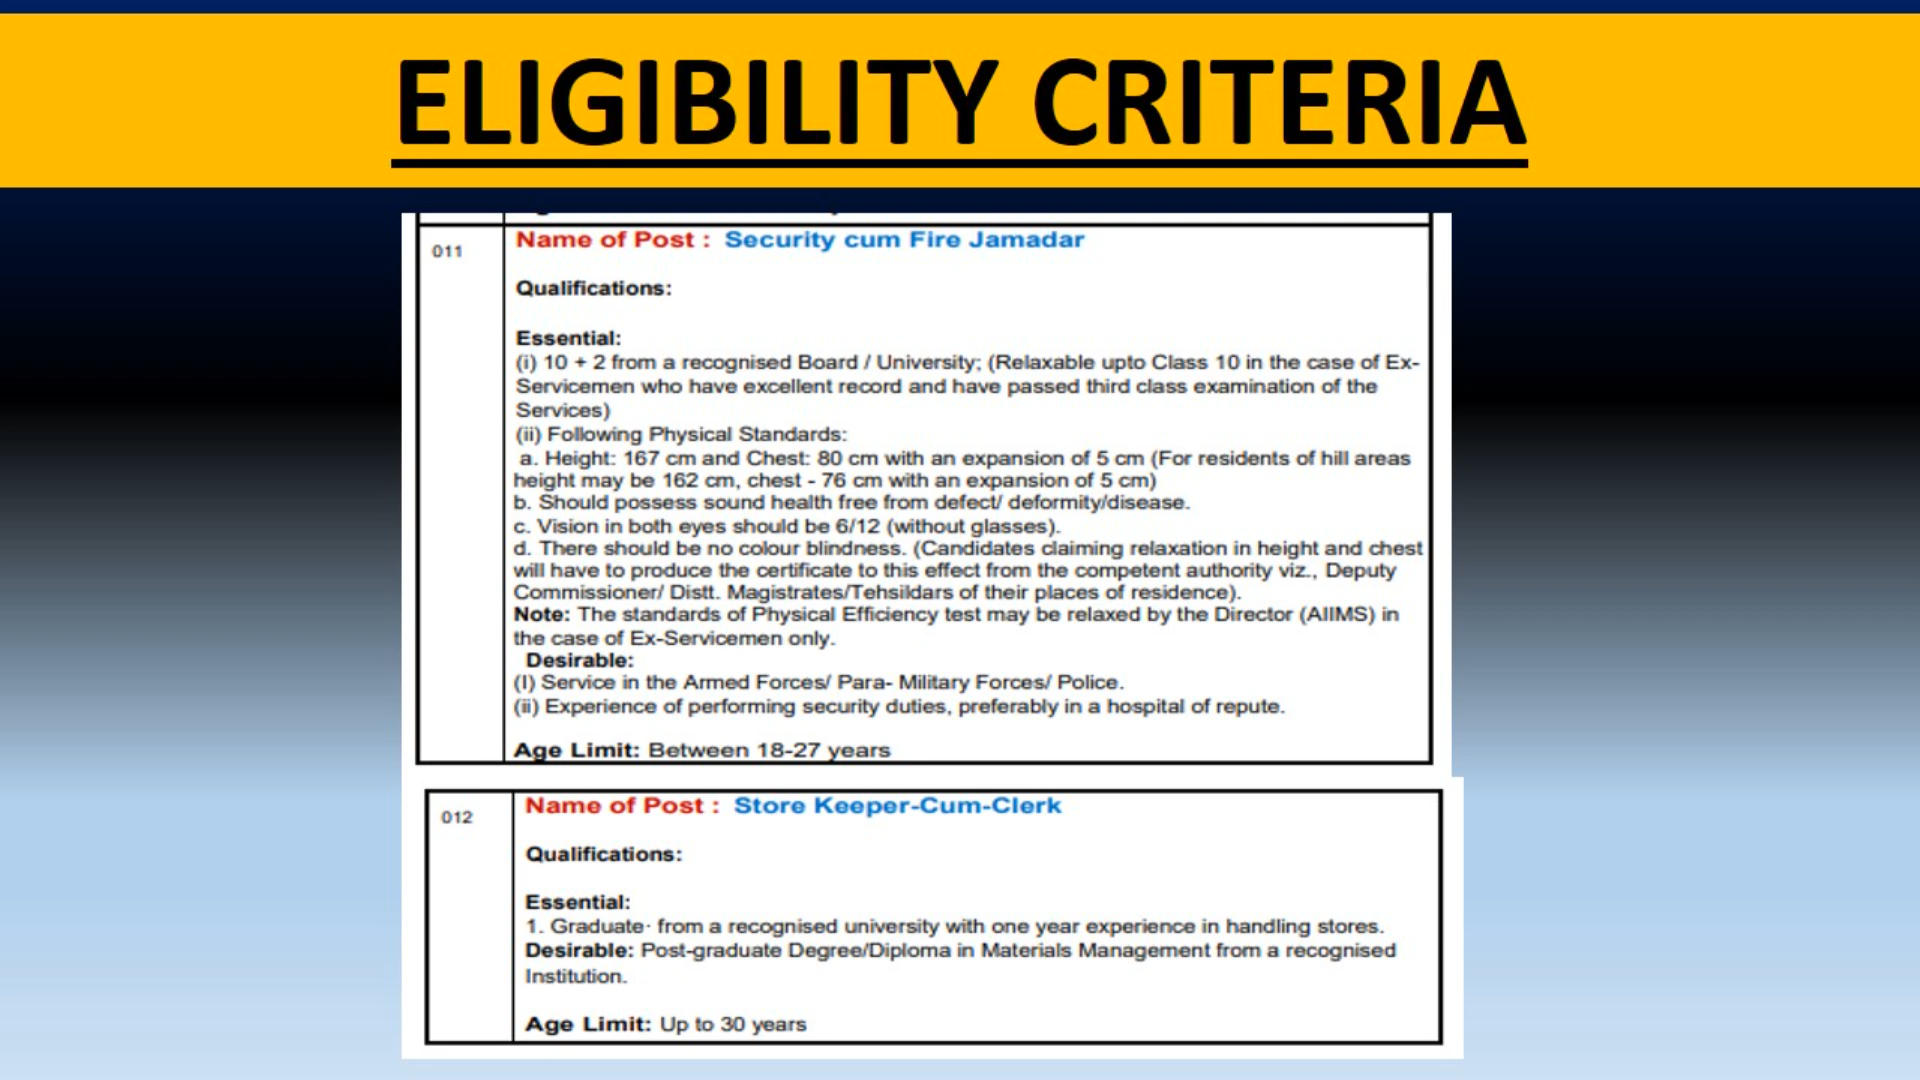 ELIGIBILITY CRITERIA
011
Name of Post : Security cum Fire Jamadar
Qualifications:
Essential:
(i) 10 + 2 from a recognised Board / University; (Relaxable upto Class 10 in the case of Ex-
Servicemen who have excellent record and have passed third class examination of the
Services)
(ii) Following Physical Standards:
a. Height: 167 cm and Chest: 80 cm with an expansion of 5 cm (For residents of hill areas
height may be 162 cm, chest - 76 cm with an expansion of 5 cm)
b. Should possess sound health free from defect/ deformity/disease.
c. Vision in both eyes should be 6/12 (without glasses).
d. There should be no colour blindness. (Candidates claiming relaxation in height and chest
will have to produce the certificate to this effect from the competent authority viz., Deputy
Commissioner/ Distt. Magistrates/Tehsildars of their places of residence).
Note: The standards of Physical Efficiency test may be relaxed by the Director (AIIMS) in
the case of Ex-Servicemen only.
Desirable:
(I) Service in the Armed Forces/ Para- Military Forces/ Police.
(ii) Experience of performing security duties, preferably in a hospital of repute.
Age Limit: Between 18-27 years
012
Name of Post : Store Keeper-Cum-Clerk
Qualifications:
Essential:
1. Graduate· from a recognised university with one year experience in handling stores.
Desirable: Post-graduate Degree/Diploma in Materials Management from a recognised
Institution.
Age Limit: Up to 30 years